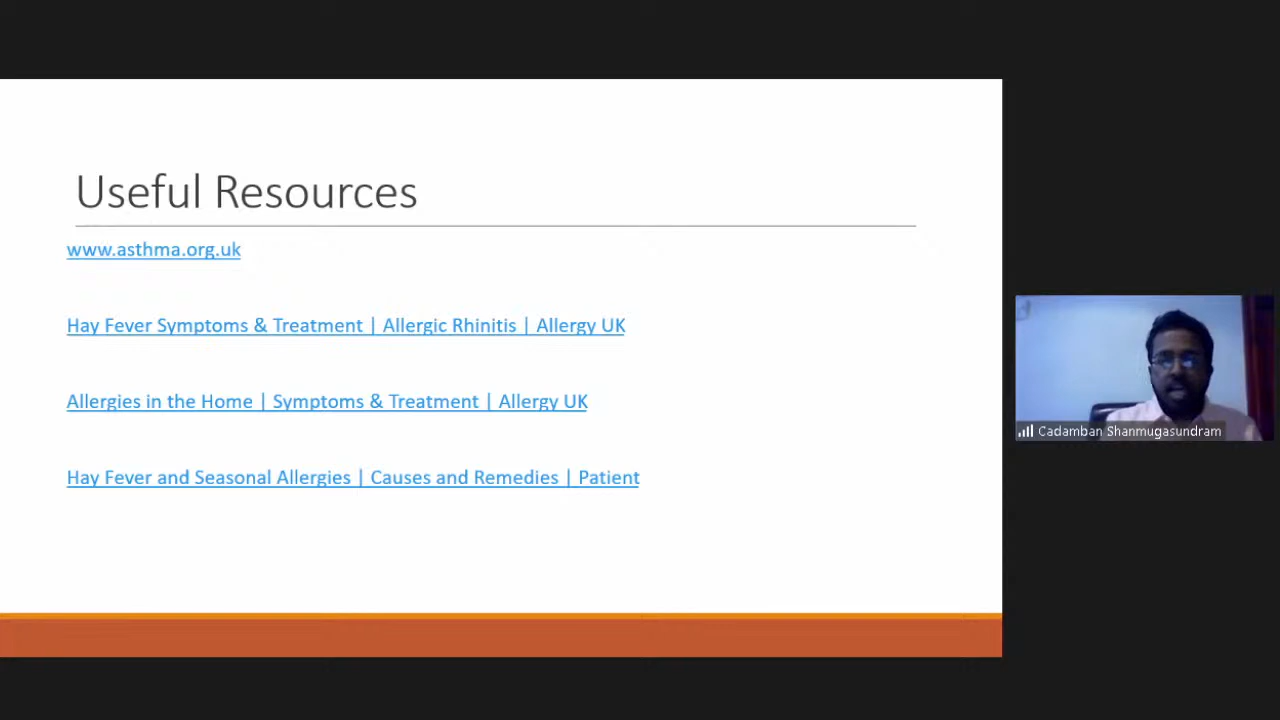 Useful Resources
www.asthma.org.uk
Hay Fever Symptoms & Treatment | Allergic Rhinitis | Allergy UK
Allergies in the Home | Symptoms & Treatment | Allergy UK
Hay Fever and Seasonal Allergies | Causes and Remedies | Patient
Cadamban Shanmugasundram